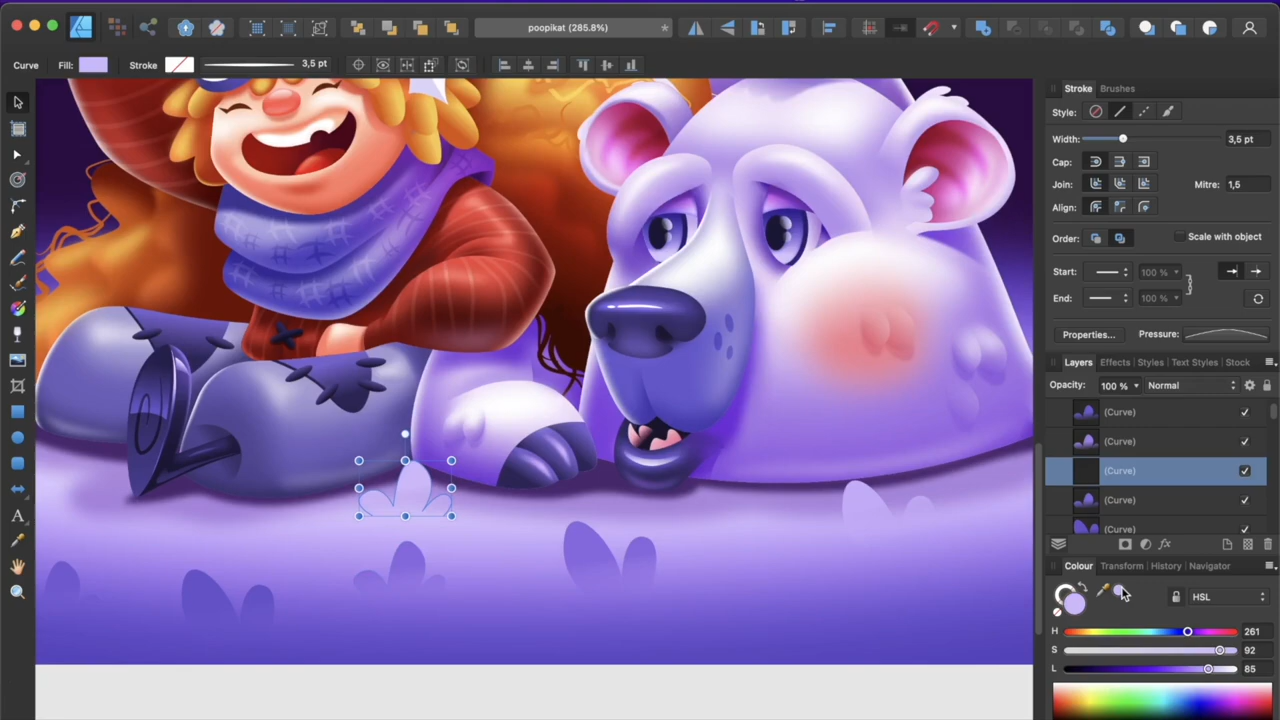 poopikat (285.8%)
*
Curve
Fill:
Stroke
3,5 pt
Stroke Brushes
Style:
Width:
3,5 pt
Cap:
Join:
Mitre: 1,5
Align:
Order:
Scale with object
Start:
100 %
End:
100 %
Properties...
Pressure:
Layers Effects Styles Text Styles Stock
Opacity: 100 %
Normal
(Curve)
(Curve)
(Curve)
(Curve)
(Curve)
fx
Colour Transform History Navigator
HSL
H
261
S
92
L
85
A